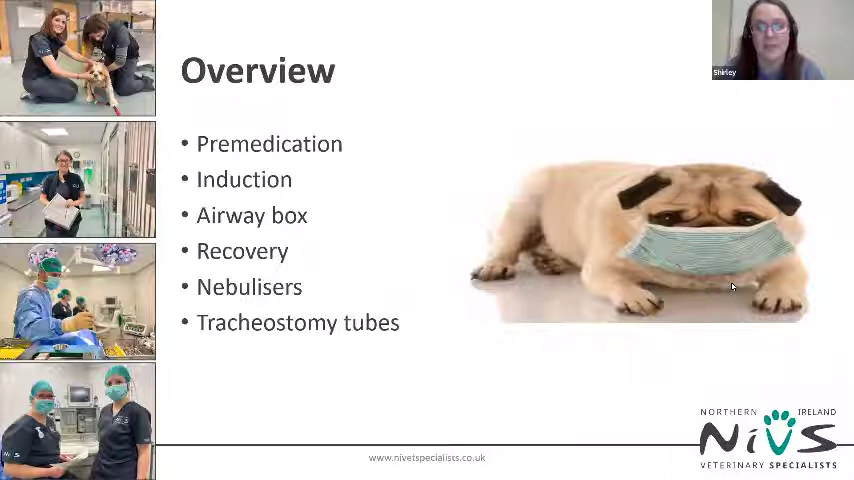 Overview
• Premedication
• Induction
• Airway box
• Recovery
• Nebulisers
• Tracheostomy tubes
Shirley
NORTHERN IRELAND
NiVS
VETERINARY SPECIALISTS
www.nivetspecialists.co.uk